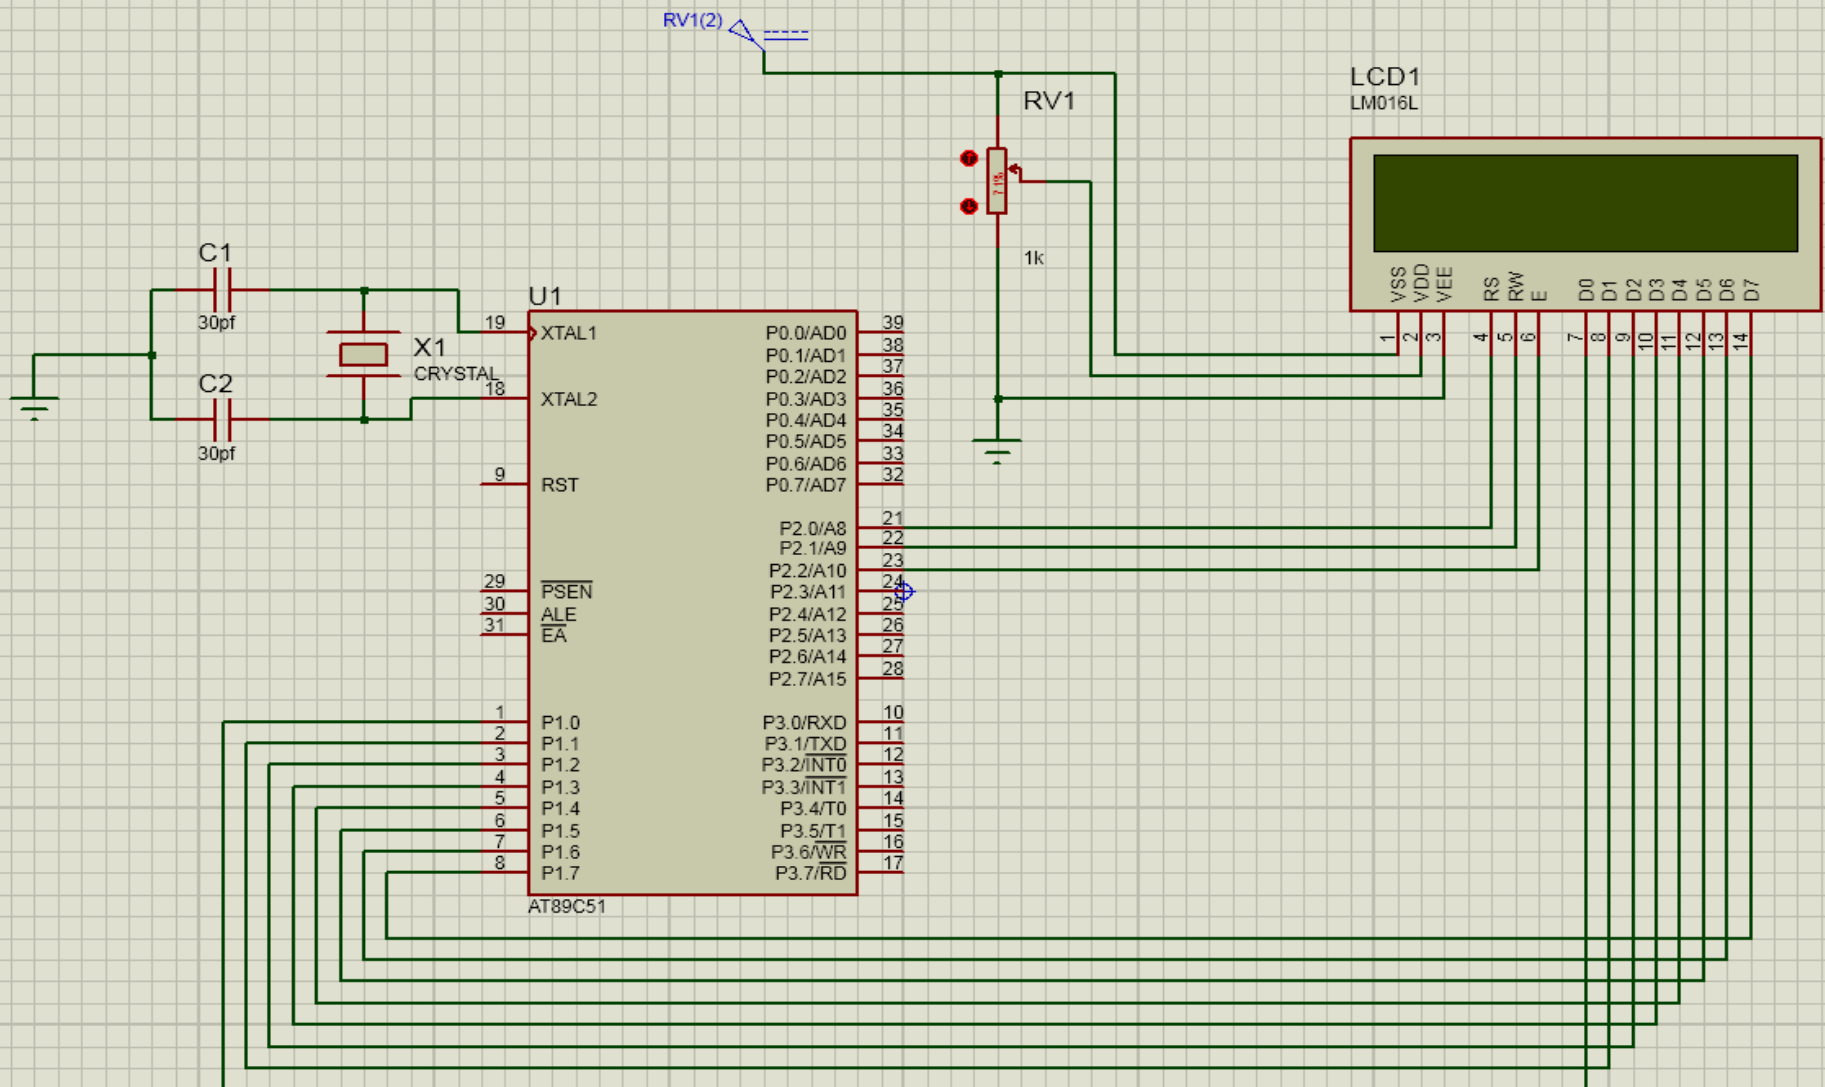 RV1(2)
RV1
7.1%
1k
LCD1
LM016L
VSS
VDD
VEE
RS
RW
E
D0
D1
D2
D3
D4
D5
D6
D7
1
2
3
4
5
6
7
8
9
10
11
12
13
14
C1
30pf
C2
30pf
X1
CRYSTAL
U1
19 XTAL1
18 XTAL2
9 RST
29 PSEN
30 ALE
31 EA
1 P1.0
2 P1.1
3 P1.2
4 P1.3
5 P1.4
6 P1.5
7 P1.6
8 P1.7
P0.0/AD0 39
P0.1/AD1 38
P0.2/AD2 37
P0.3/AD3 36
P0.4/AD4 35
P0.5/AD5 34
P0.6/AD6 33
P0.7/AD7 32
P2.0/A8 21
P2.1/A9 22
P2.2/A10 23
P2.3/A11 24
P2.4/A12 25
P2.5/A13 26
P2.6/A14 27
P2.7/A15 28
P3.0/RXD 10
P3.1/TXD 11
P3.2/INT0 12
P3.3/INT1 13
P3.4/T0 14
P3.5/T1 15
P3.6/WR 16
P3.7/RD 17
AT89C51